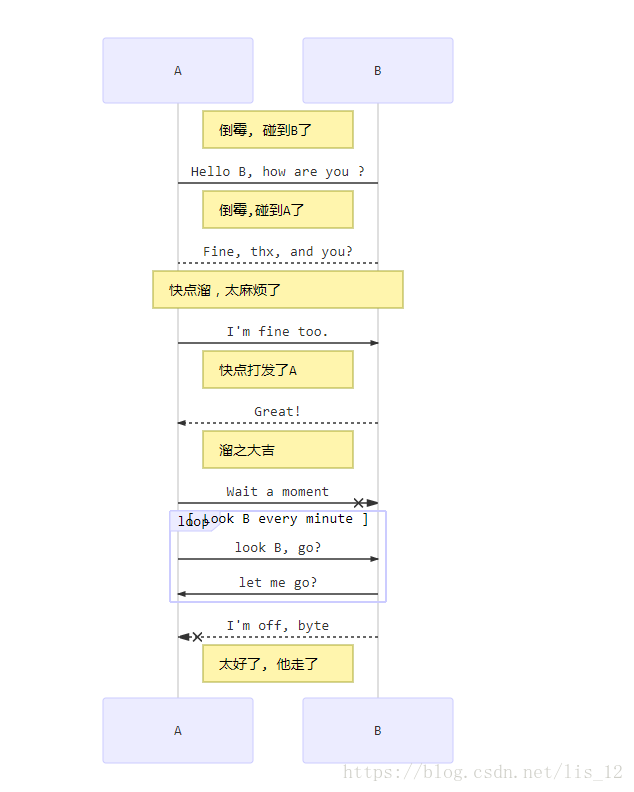 A B
倒霉, 碰到B了
Hello B, how are you ?
倒霉,碰到A了
Fine, thx, and you?
快点溜，太麻烦了
I'm fine too.
快点打发了A
Great!
溜之大吉
Wait a moment
loop [ Look B every minute ]
look B, go?
let me go?
I'm off, byte
太好了, 他走了
A B
https://blog.csdn.net/lis_12